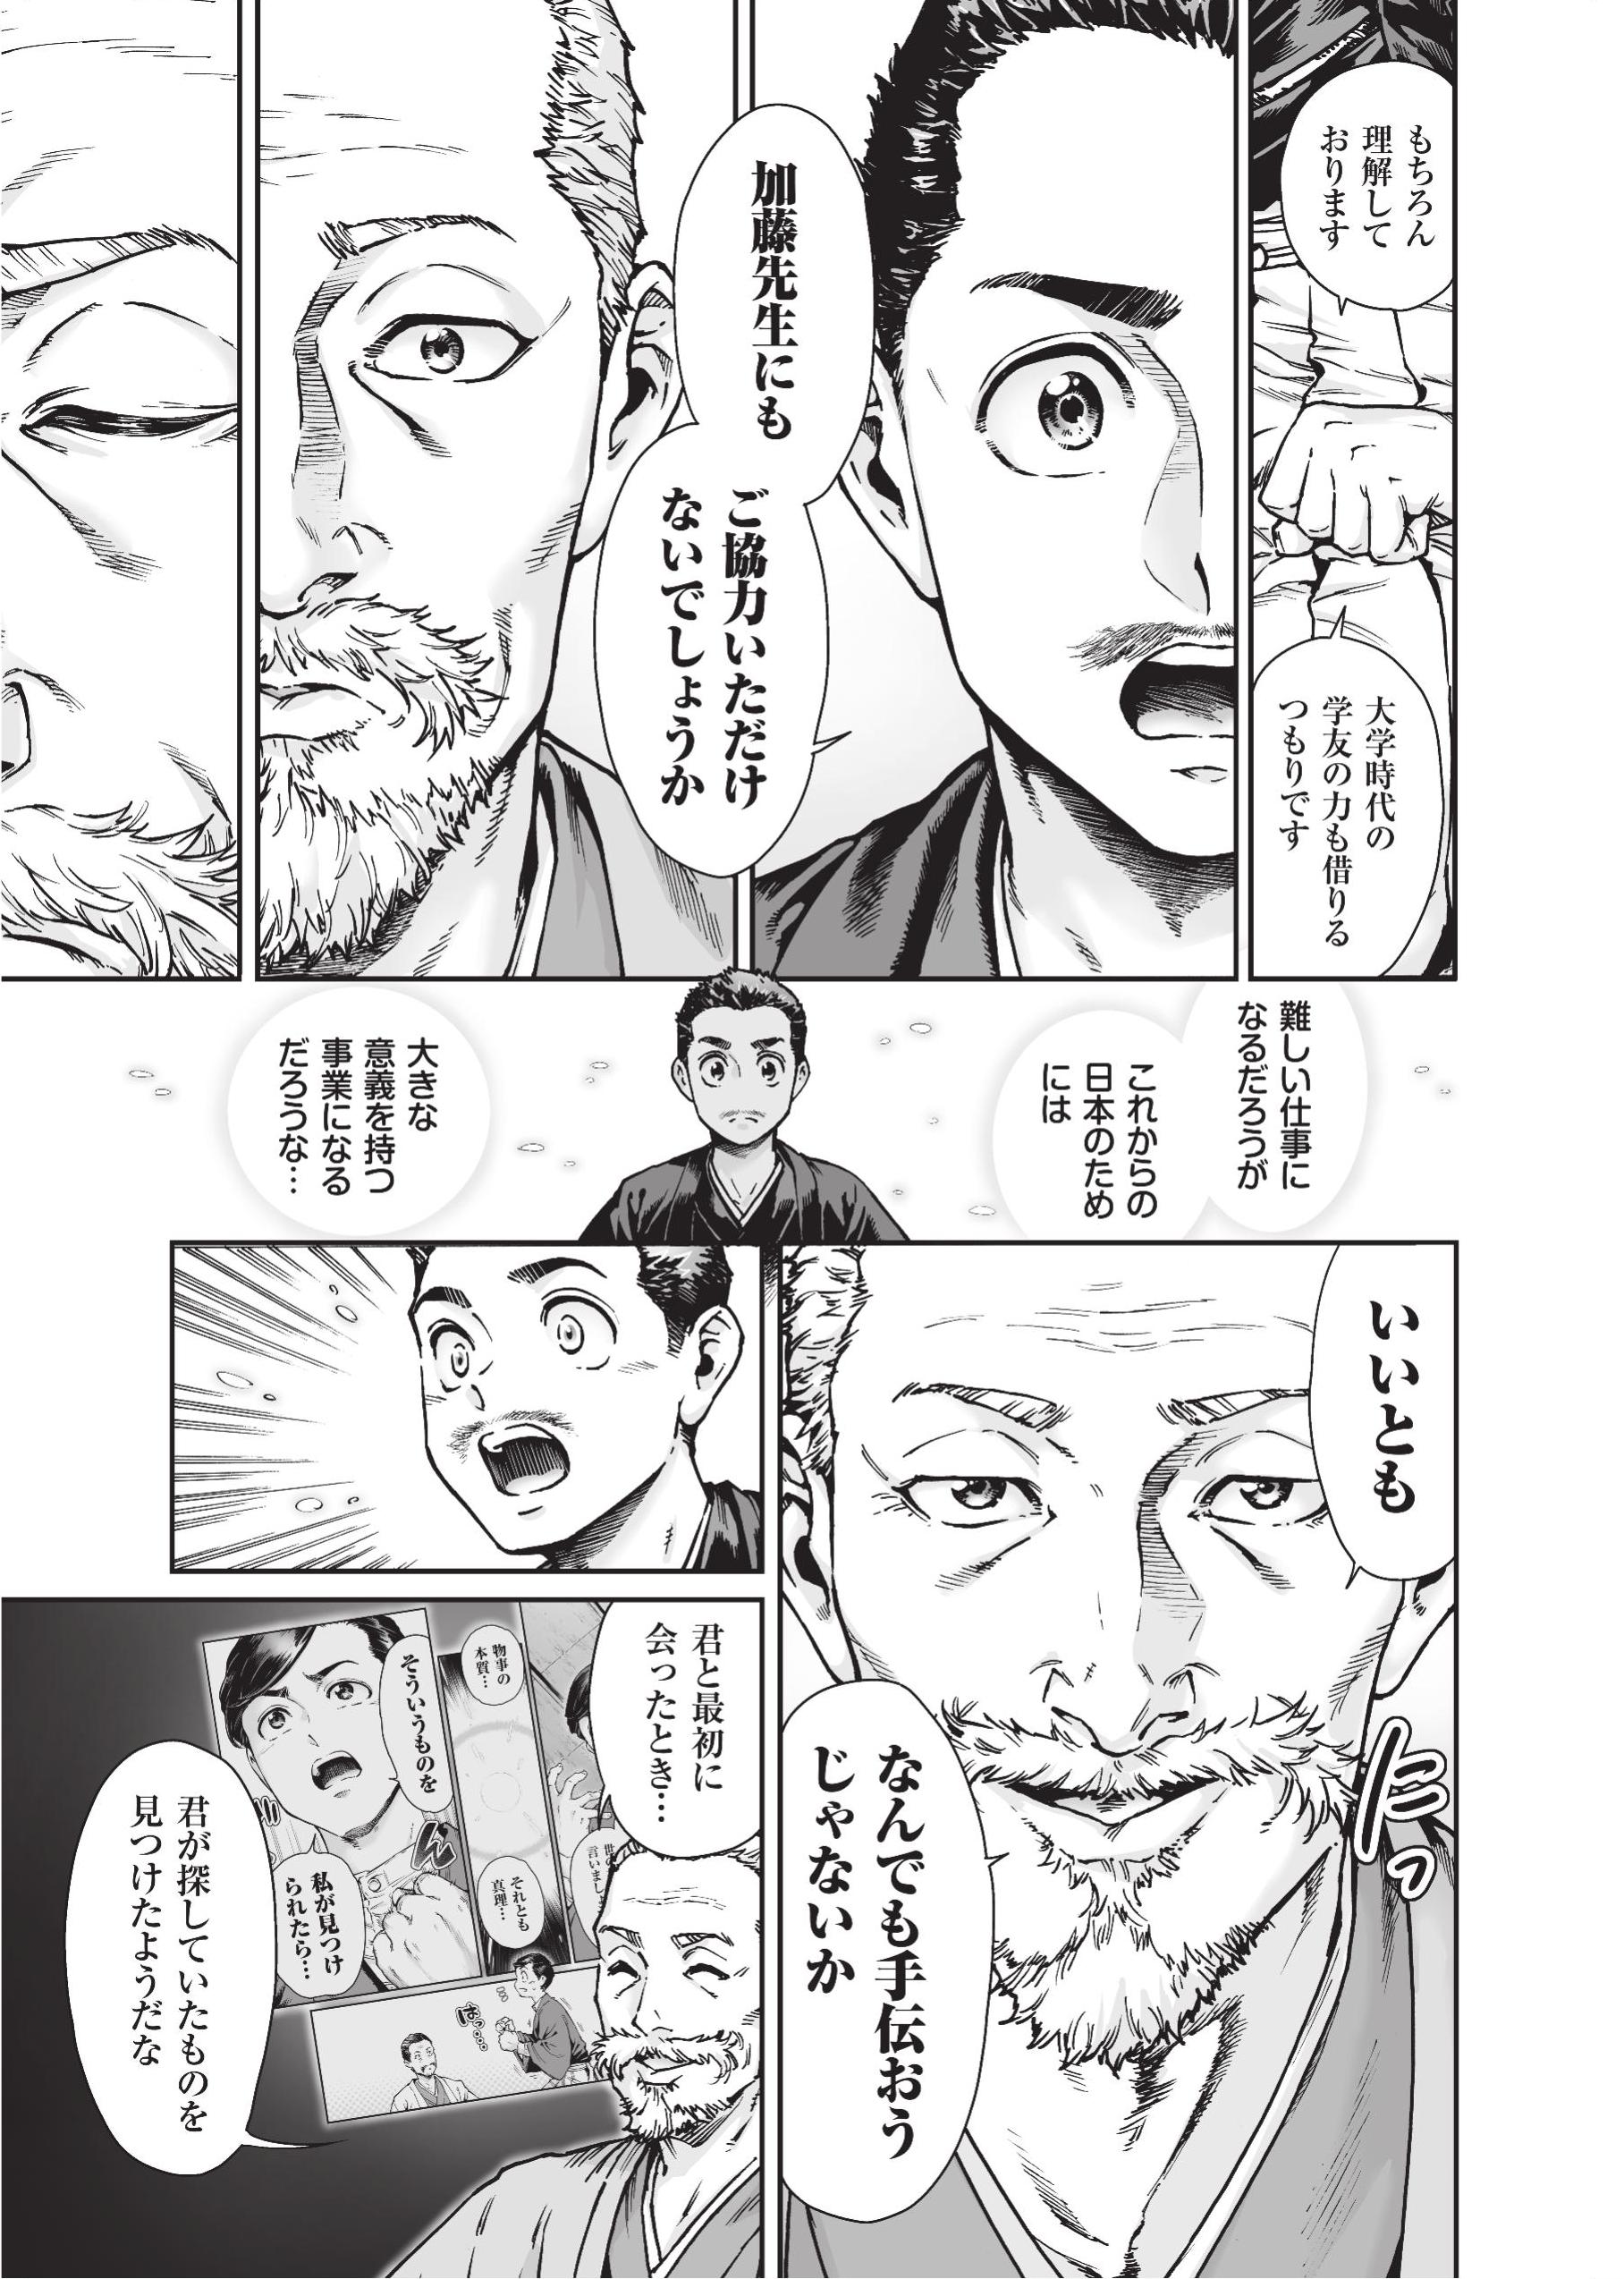 もちろん
理解して
おります
大学時代の
学友の力も借りる
つもりです
加藤先生にも
ご協力いただけ
ないでしょうか
難しい仕事に
なるだろうが
これからの
日本のため
には
大きな
意義を持つ
事業になる
だろうな…
いいとも
にこっ
なんでも手伝おう
じゃないか
君と最初に
会ったとき…
言いまし
物事の
本質…
それとも
真理…
そういうものを
私が見つけ
られたら…
はっ…
君が探していたものを
見つけたようだな